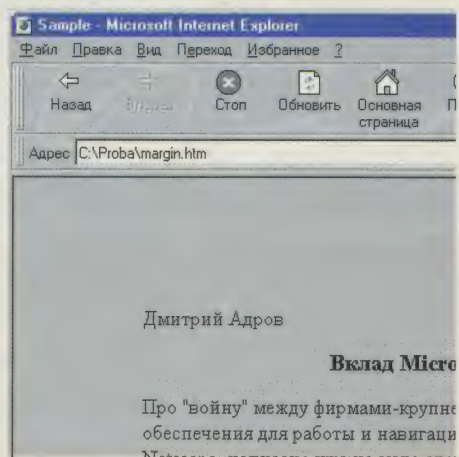 Sample - Microsoft Internet Explorer
Файл Правка Вид Переход Избранное ?
Назад Стоп Обновить Основная страница
Адрес C:\Proba\margin.htm
Дмитрий Адров
Вклад Micro
Про "войну" между фирмами-крупне
обеспечения для работы и навигаци